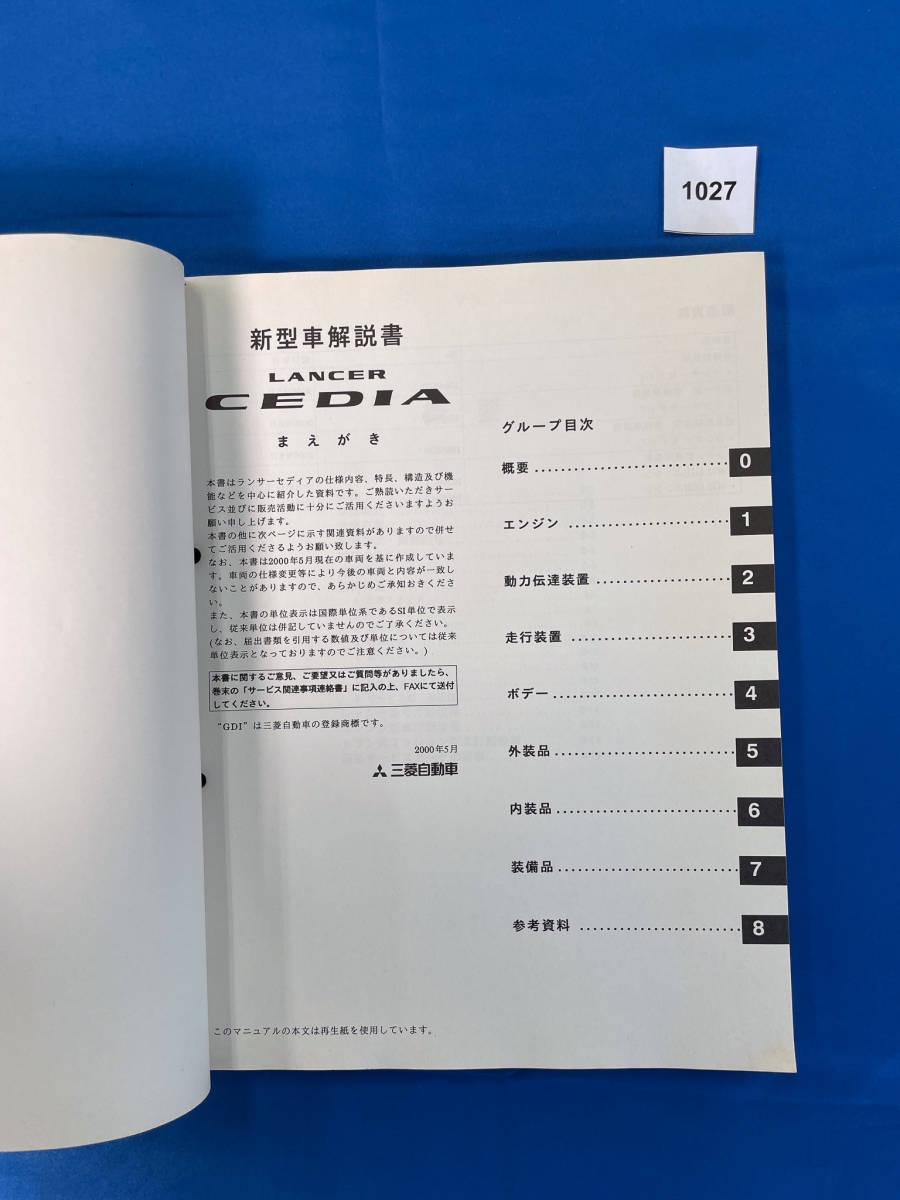 1027
新型車解説書
LANCER
CEDIA
まえがき
本書はランサーセディアの仕様内容、特長、構造及び機
能などを中心に紹介した資料です。ご熟読いただきサー
ビス並びに販売活動に十分にご活用くださいますようお
願い申し上げます。
本書の他に次ページに示す関連資料がありますので併せ
てご活用くださるようお願い致します。
なお、本書は2000年5月現在の車両を基に作成していま
す。車両の仕様変更等により今後の車両と内容が一致し
ないことがありますので、あらかじめご承知おきくださ
い。
また、本書の単位表示は国際単位系であるSI単位で表示
し、従来単位は併記していませんのでご了承ください。
(なお、届出書類を引用する数値及び単位については従来
単位表示となっておりますのでご注意ください。)
本書に関するご意見、ご要望又はご質問等がありましたら、
巻末の「サービス関連事項連絡書」に記入の上、FAXにて送付
してください。
“GDI”は三菱自動車の登録商標です。
2000年5月
三菱自動車
このマニュアルの本文は再生紙を使用しています。
グループ目次
概要 0
エンジン 1
動力伝達装置 2
走行装置 3
ボデー 4
外装品 5
内装品 6
装備品 7
参考資料 8